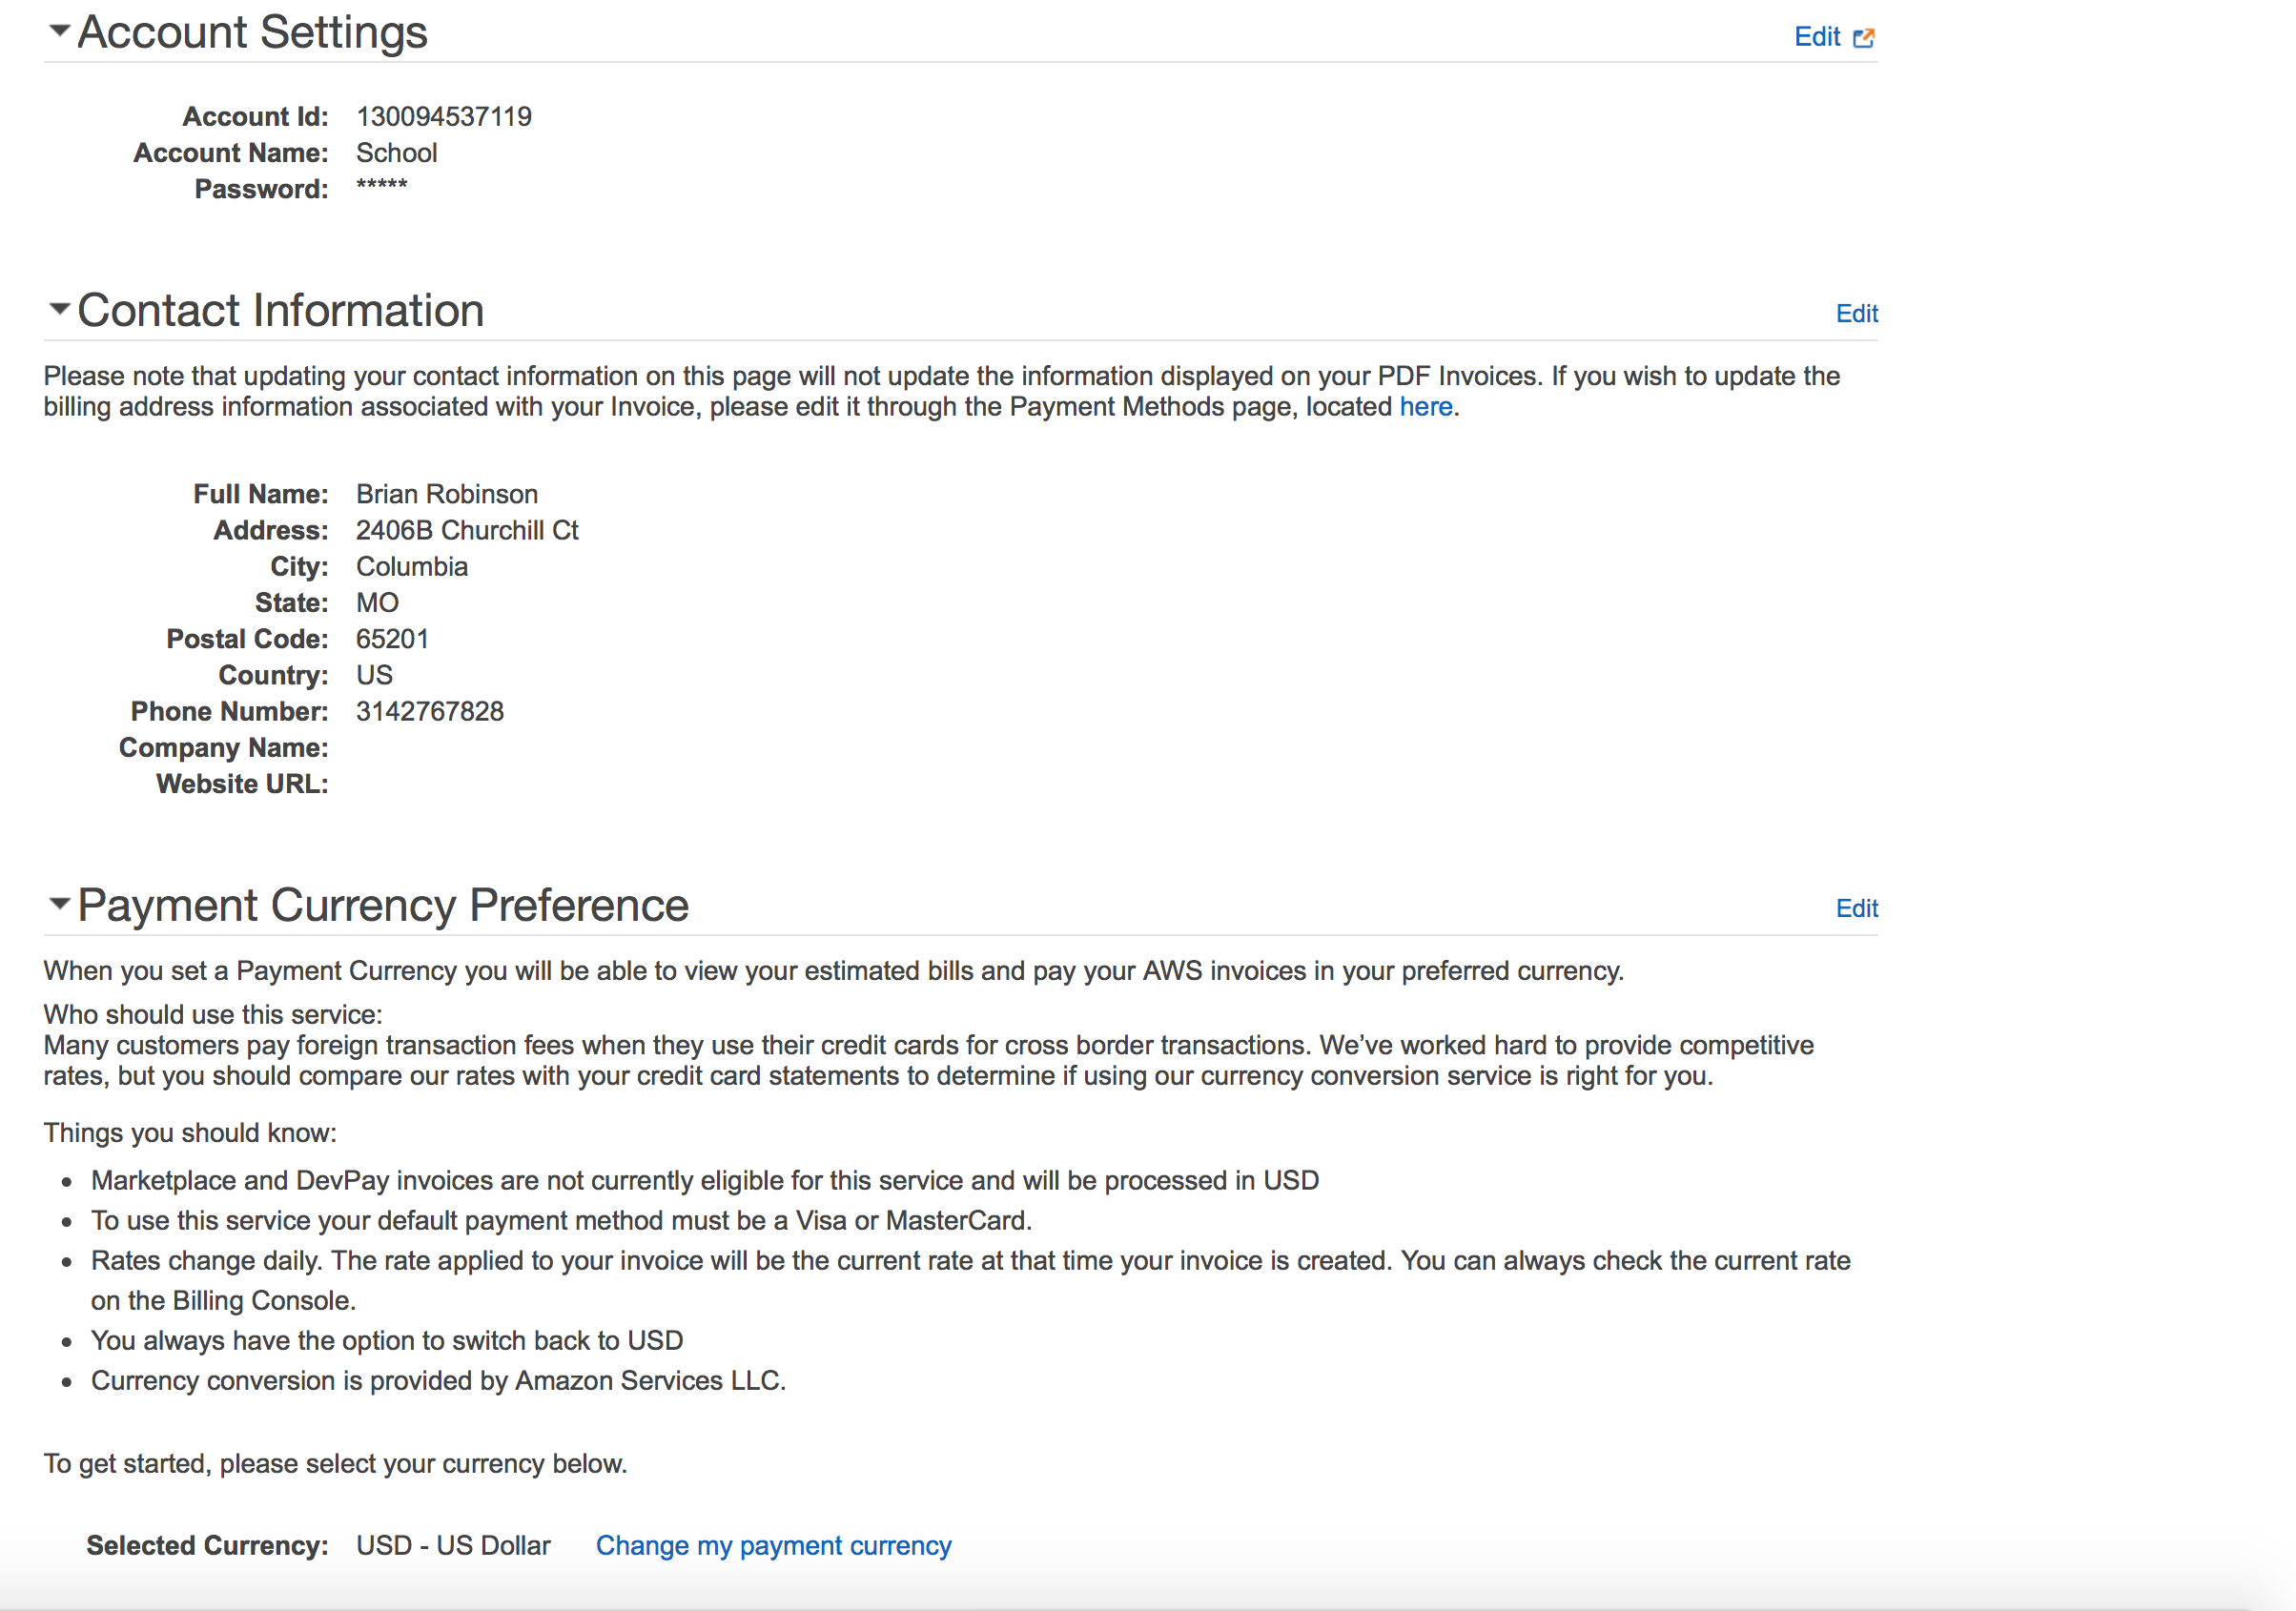 Account Settings
Edit
Account Id: 130094537119
Account Name: School
Password: *****
Contact Information
Edit
Please note that updating your contact information on this page will not update the information displayed on your PDF Invoices. If you wish to update the
billing address information associated with your Invoice, please edit it through the Payment Methods page, located here.
Full Name: Brian Robinson
Address: 2406B Churchill Ct
City: Columbia
State: MO
Postal Code: 65201
Country: US
Phone Number: 3142767828
Company Name:
Website URL:
Payment Currency Preference
Edit
When you set a Payment Currency you will be able to view your estimated bills and pay your AWS invoices in your preferred currency.
Who should use this service:
Many customers pay foreign transaction fees when they use their credit cards for cross border transactions. We’ve worked hard to provide competitive
rates, but you should compare our rates with your credit card statements to determine if using our currency conversion service is right for you.
Things you should know:
• Marketplace and DevPay invoices are not currently eligible for this service and will be processed in USD
• To use this service your default payment method must be a Visa or MasterCard.
• Rates change daily. The rate applied to your invoice will be the current rate at that time your invoice is created. You can always check the current rate
on the Billing Console.
• You always have the option to switch back to USD
• Currency conversion is provided by Amazon Services LLC.
To get started, please select your currency below.
Selected Currency: USD - US Dollar Change my payment currency